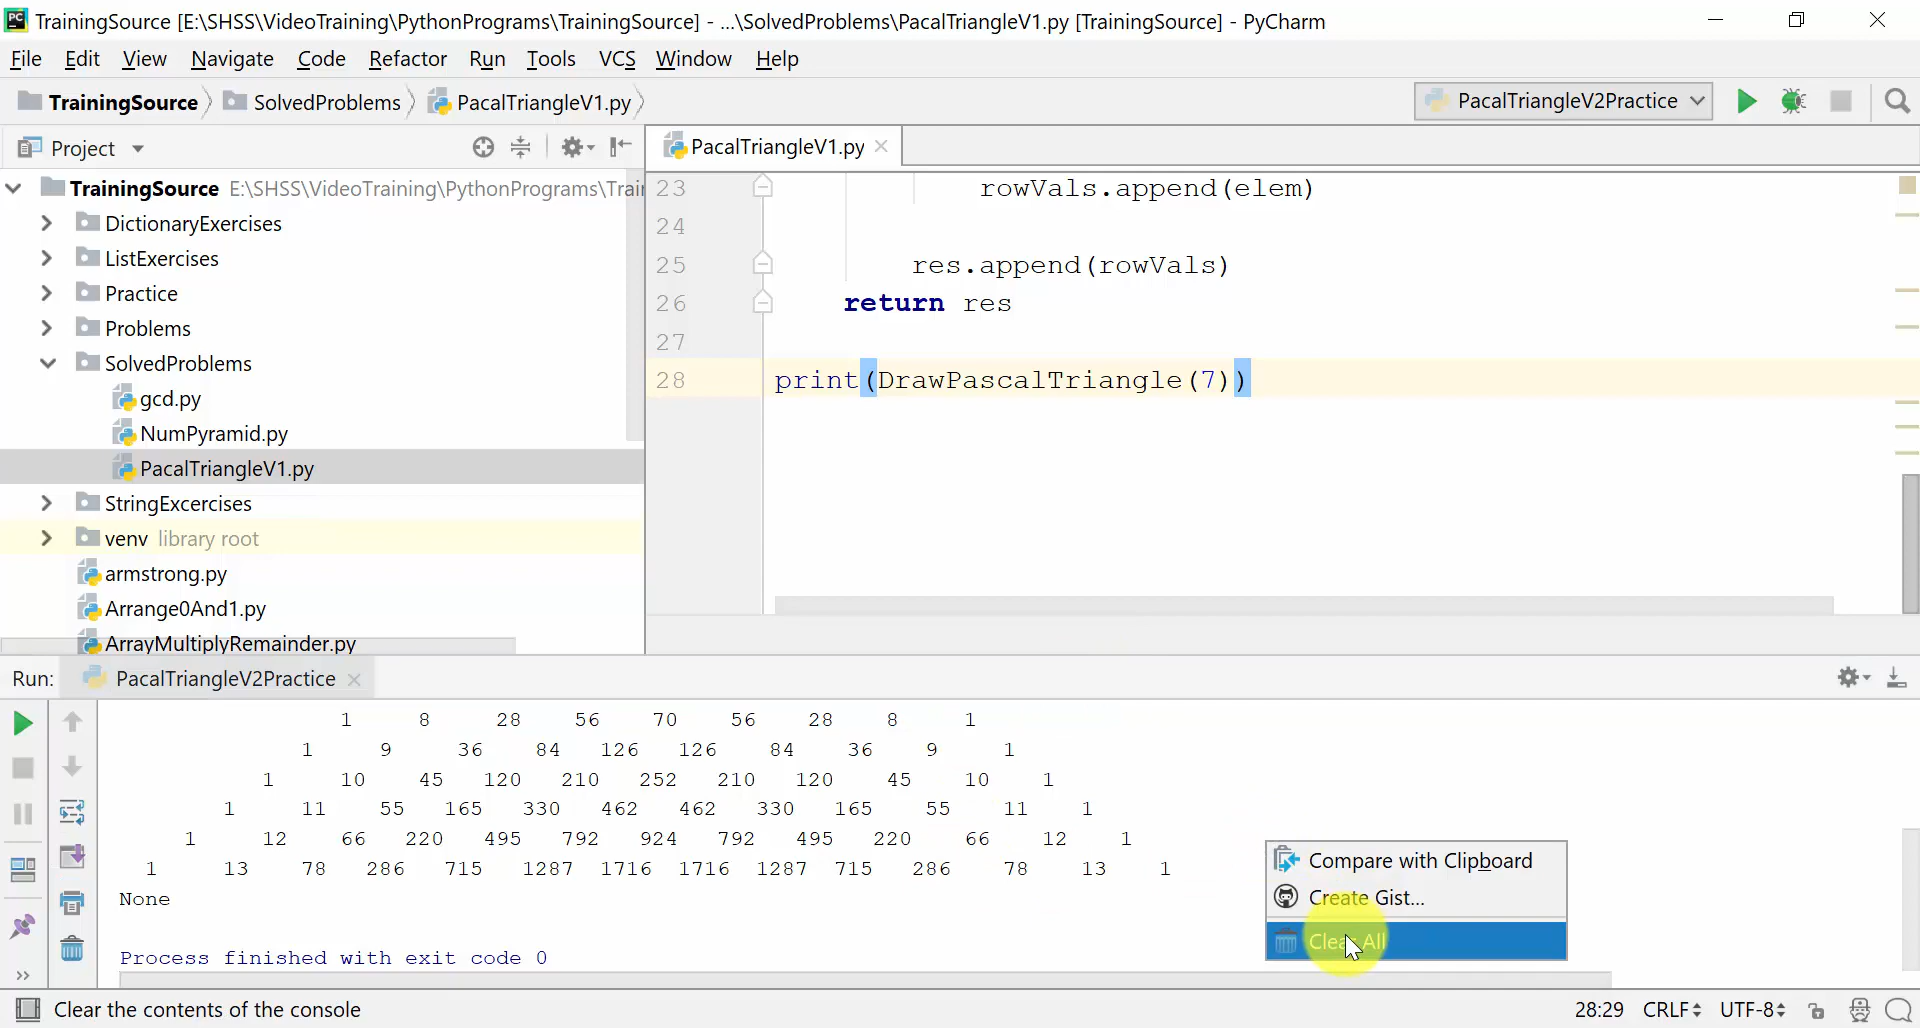 TrainingSource [E:\SHSS\VideoTraining\PythonPrograms\TrainingSource] - ...\SolvedProblems\PacalTriangleV1.py [TrainingSource] - PyCharm
File Edit View Navigate Code Refactor Run Tools VCS Window Help
TrainingSource SolvedProblems PacalTriangleV1.py PacalTriangleV2Practice
Project PacalTriangleV1.py
TrainingSource E:\SHSS\VideoTraining\PythonPrograms\Trai
DictionaryExercises
ListExercises
Practice
Problems
SolvedProblems
gcd.py
NumPyramid.py
PacalTriangleV1.py
StringExcercises
venv library root
armstrong.py
Arrange0And1.py
ArrayMultiplyRemainder.py
23 rowVals.append(elem)
24
25 res.append(rowVals)
26 return res
27
28 print(DrawPascalTriangle(7))
Run: PacalTriangleV2Practice
1 8 28 56 70 56 28 8 1
1 9 36 84 126 126 84 36 9 1
1 10 45 120 210 252 210 120 45 10 1
1 11 55 165 330 462 462 330 165 55 11 1
1 12 66 220 495 792 924 792 495 220 66 12 1
1 13 78 286 715 1287 1716 1716 1287 715 286 78 13 1
None
Process finished with exit code 0
Compare with Clipboard
Create Gist...
Clear All
Clear the contents of the console 28:29 CRLF UTF-8